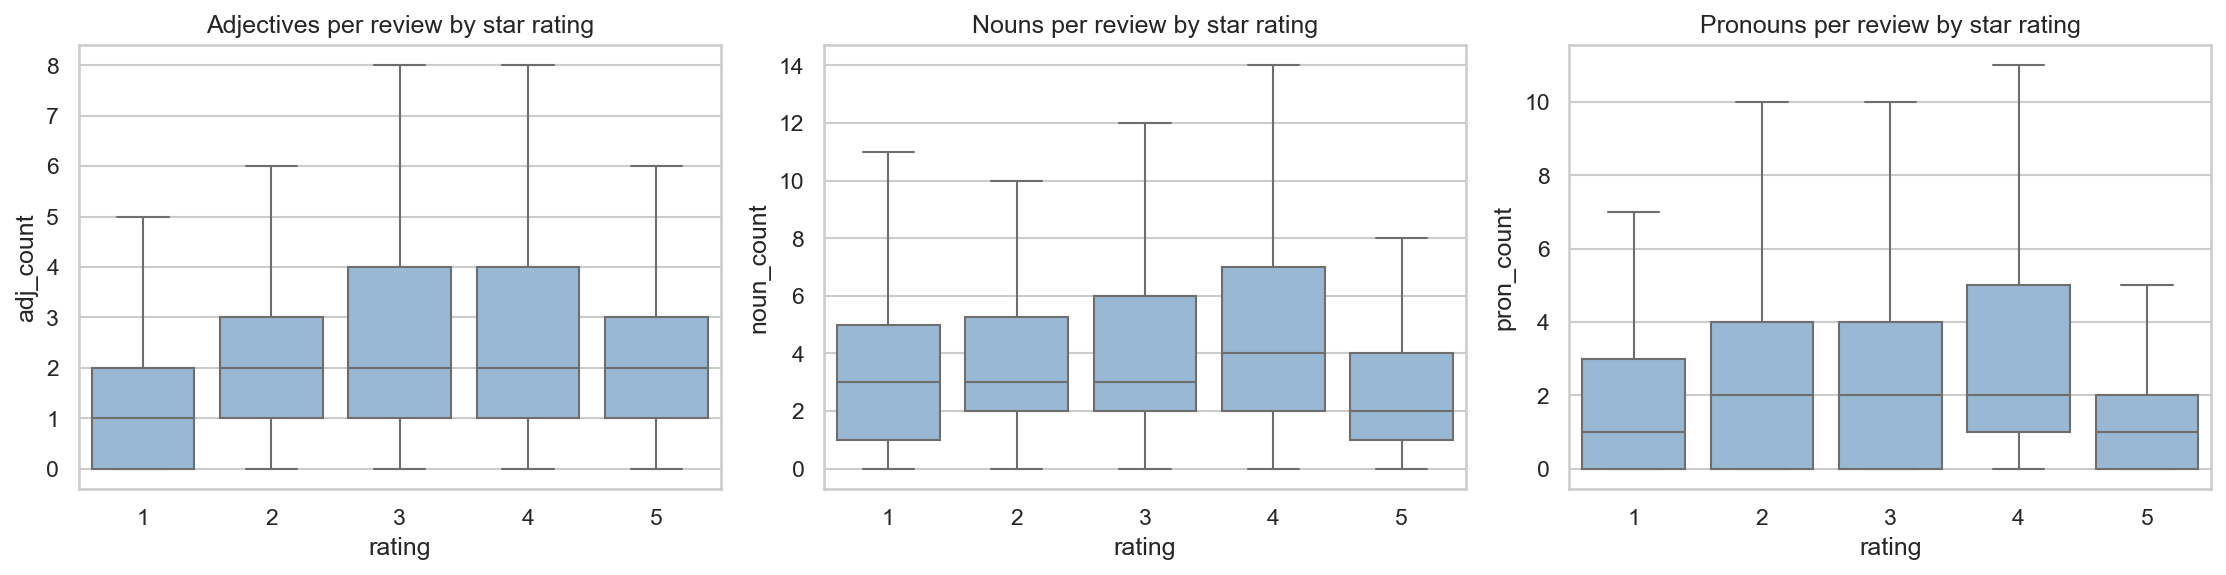 Adjectives per review by star rating
adj_count
8
7
6
5
4
3
2
1
0
1 2 3 4 5
rating
Nouns per review by star rating
noun_count
14
12
10
8
6
4
2
0
1 2 3 4 5
rating
Pronouns per review by star rating
pron_count
10
8
6
4
2
0
1 2 3 4 5
rating